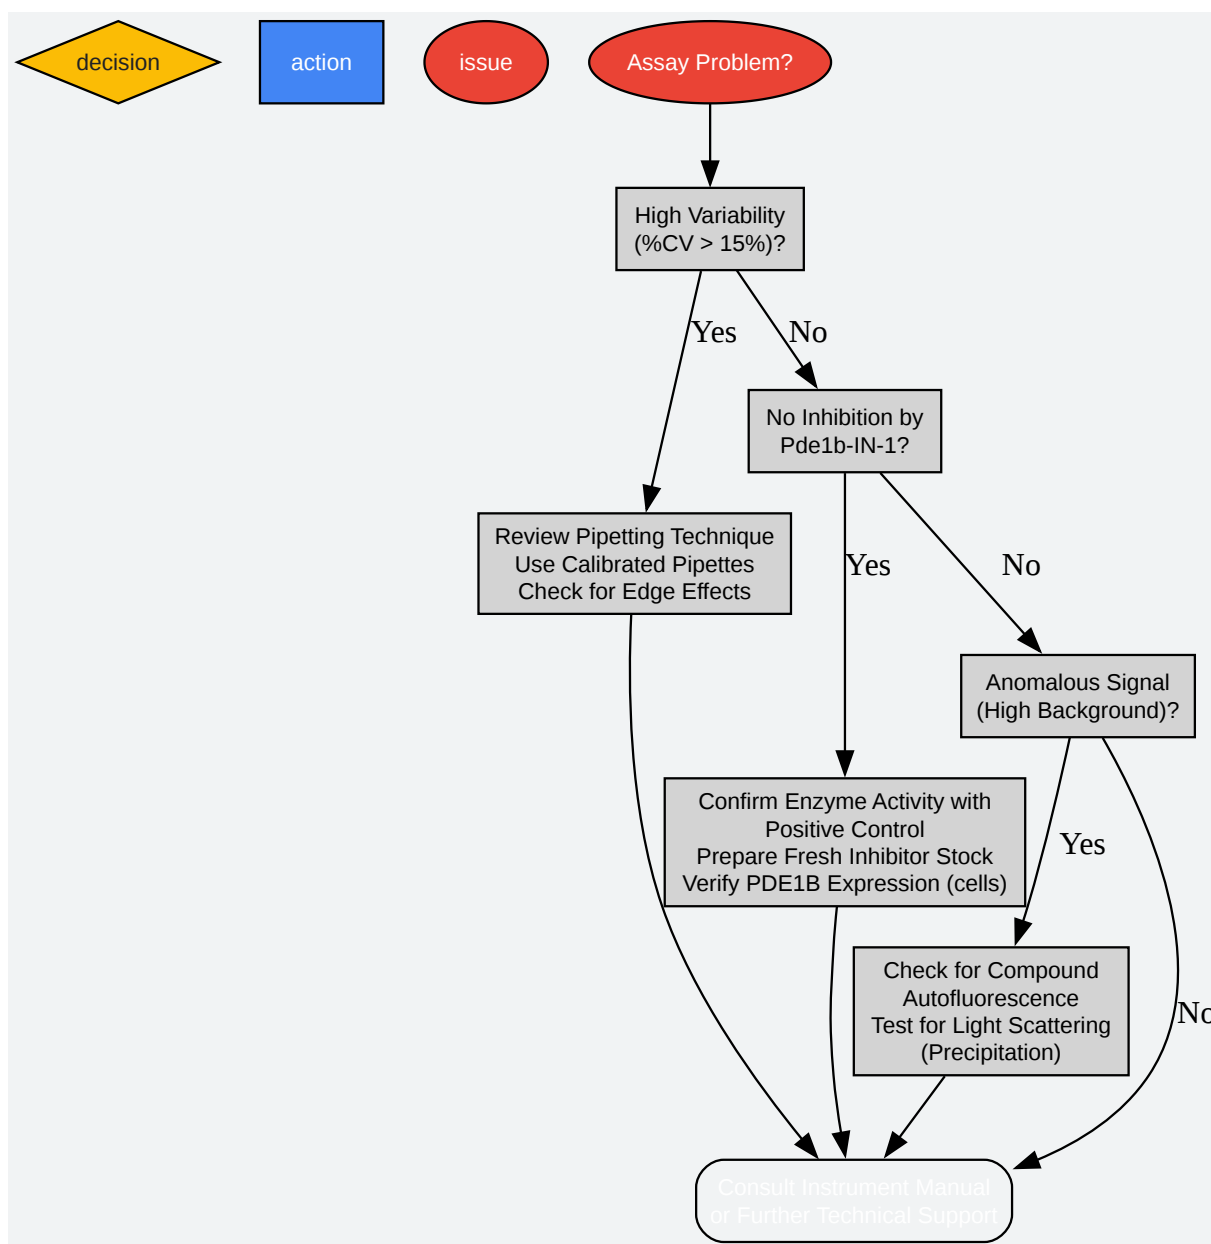 decision
action
issue
Assay Problem?
High Variability
(%CV > 15%)?
Yes
No
No Inhibition by
Pde1b-IN-1?
Review Pipetting Technique
Use Calibrated Pipettes
Check for Edge Effects
Yes
No
Anomalous Signal
(High Background)?
Confirm Enzyme Activity with
Positive Control
Prepare Fresh Inhibitor Stock
Verify PDE1B Expression (cells)
Yes
Check for Compound
Autofluorescence
Test for Light Scattering
(Precipitation)
No
Consult Instrument Manual
or Further Technical Support